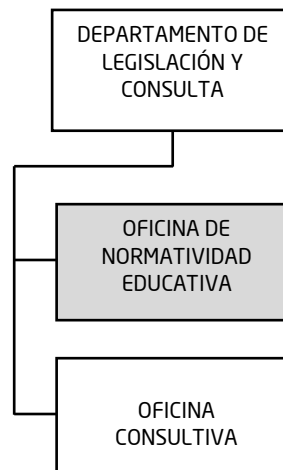 DEPARTAMENTO DE
LEGISLACIÓN Y
CONSULTA
OFICINA DE
NORMATIVIDAD
EDUCATIVA
OFICINA
CONSULTIVA